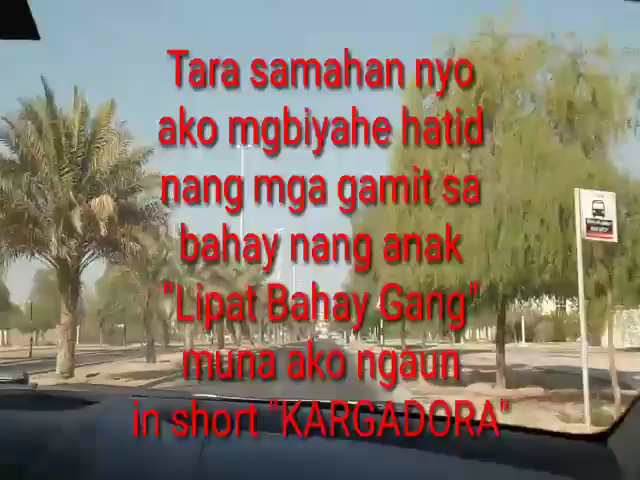 Tara samahan nyo
ako mgbiyahe hatid
nang mga gamit sa
bahay nang anak
"Lipat Bahay Gang"
muna ako ngaun
in short "KARGADORA"